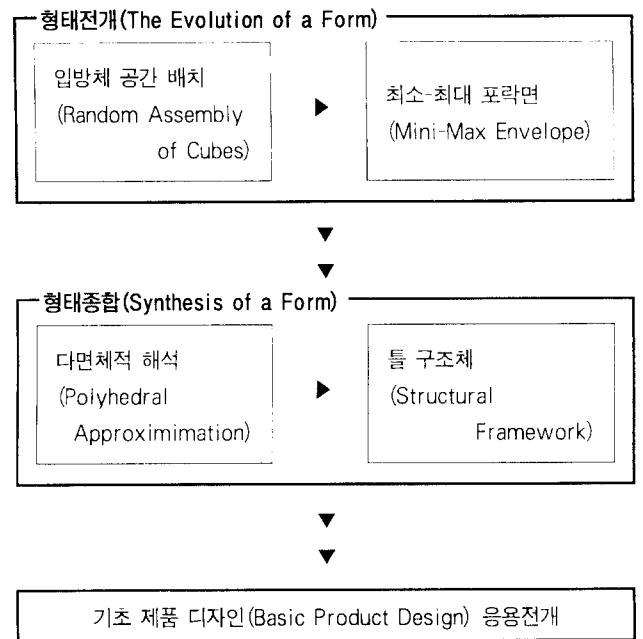 형태전개(The Evolution of a Form)
입방체 공간 배치
(Random Assembly
of Cubes)
최소-최대 포락면
(Mini-Max Envelope)
형태종합(Synthesis of a Form)
다면체적 해석
(Polyhedral
Approximimation)
틀 구조체
(Structural
Framework)
기초 제품 디자인(Basic Product Design) 응용전개